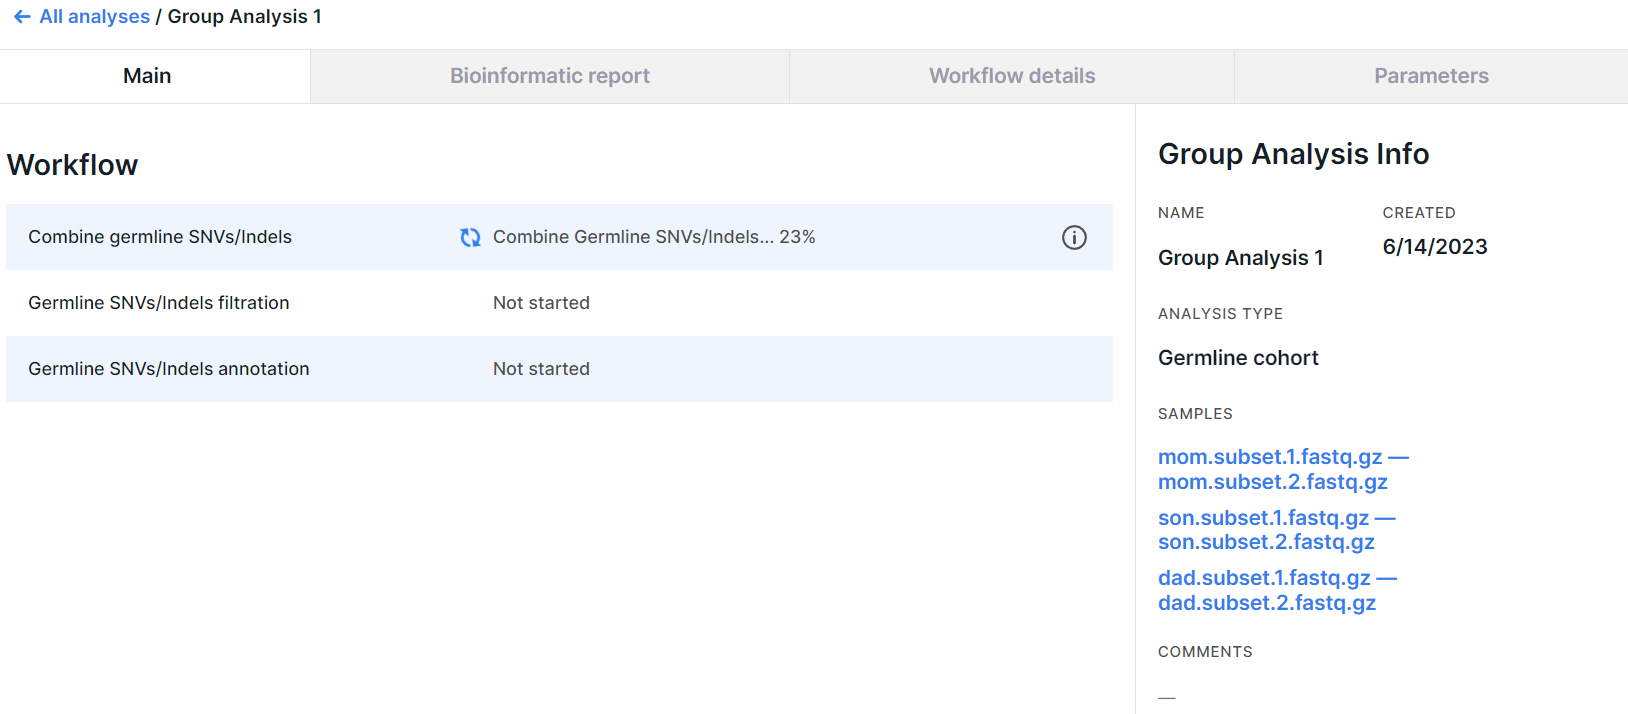 ← All analyses / Group Analysis 1
Main
Bioinformatic report
Workflow details
Parameters
Workflow
Combine germline SNVs/Indels
Combine Germline SNVs/Indels... 23%
Germline SNVs/Indels filtration
Not started
Germline SNVs/Indels annotation
Not started
Group Analysis Info
NAME
CREATED
Group Analysis 1
6/14/2023
ANALYSIS TYPE
Germline cohort
SAMPLES
mom.subset.1.fastq.gz —
mom.subset.2.fastq.gz
son.subset.1.fastq.gz —
son.subset.2.fastq.gz
dad.subset.1.fastq.gz —
dad.subset.2.fastq.gz
COMMENTS
—